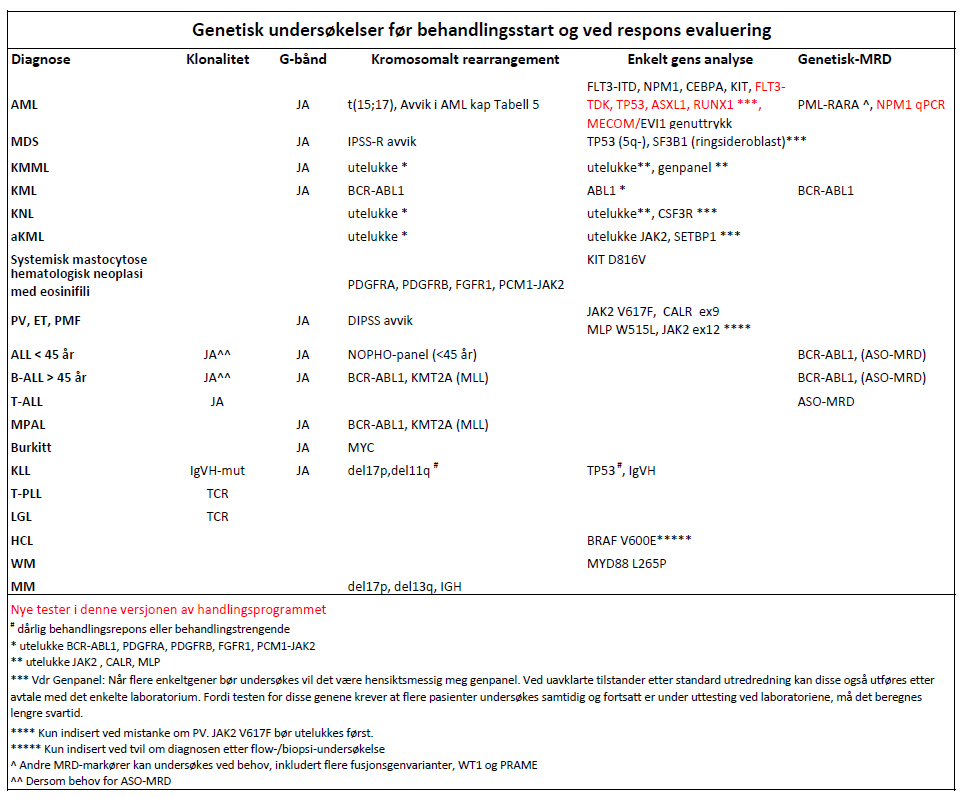 Genetisk undersøkelser før behandlingsstart og ved respons evaluering
Diagnose Klonalitet G-bånd Kromosomalt rearrangement Enkelt gens analyse Genetisk-MRD
FLT3-ITD, NPM1, CEBPA, KIT, FLT3-
AML JA t(15;17), Avvik i AML kap Tabell 5 TDK, TP53, ASXL1, RUNX1 ***, PML-RARA ^, NPM1 qPCR
MECOM/EVI1 genuttrykk
MDS JA IPSS-R avvik TP53 (5q-), SF3B1 (ringsideroblast)***
KMML JA utelukke * utelukke**, genpanel **
KML JA BCR-ABL1 ABL1 * BCR-ABL1
KNL utelukke * utelukke**, CSF3R ***
aKML utelukke * utelukke JAK2, SETBP1 ***
Systemisk mastocytose KIT D816V
hematologisk neoplasi
med eosinifili PDGFRA, PDGFRB, FGFR1, PCM1-JAK2
JAK2 V617F, CALR ex9
PV, ET, PMF JA DIPSS avvik
MLP W515L, JAK2 ex12 ****
ALL < 45 år JA^^ JA NOPHO-panel (<45 år) BCR-ABL1, (ASO-MRD)
B-ALL > 45 år JA^^ JA BCR-ABL1, KMT2A (MLL) BCR-ABL1, (ASO-MRD)
T-ALL JA ASO-MRD
MPAL JA BCR-ABL1, KMT2A (MLL)
Burkitt JA MYC
KLL IgVH-mut JA del17p,del11q # TP53#, IgVH
T-PLL TCR
LGL TCR
HCL BRAF V600E*****
WM MYD88 L265P
MM del17p, del13q, IGH
Nye tester i denne versjonen av handlingsprogrammet
# dårlig behandlingsrepons eller behandlingstrengende
* utelukke BCR-ABL1, PDGFRA, PDGFRB, FGFR1, PCM1-JAK2
** utelukke JAK2 , CALR, MLP
*** Vdr Genpanel: Når flere enkeltgener bør undersøkes vil det være hensiktsmessig meg genpanel. Ved uavklarte tilstander etter standard utredredning kan disse også utføres etter
avtale med det enkelte laboratorium. Fordi testen for disse genene krever at flere pasienter undersøkes samtidig og fortsatt er under uttesting ved laboratoriene, må det beregnes
lengre svartid.
**** Kun indisert ved mistanke om PV. JAK2 V617F bør utelukkes først.
***** Kun indisert ved tvil om diagnosen etter flow-/biopsi-undersøkelse
^ Andre MRD-markører kan undersøkes ved behov, inkludert flere fusjonsgenvarianter, WT1 og PRAME
^^ Dersom behov for ASO-MRD